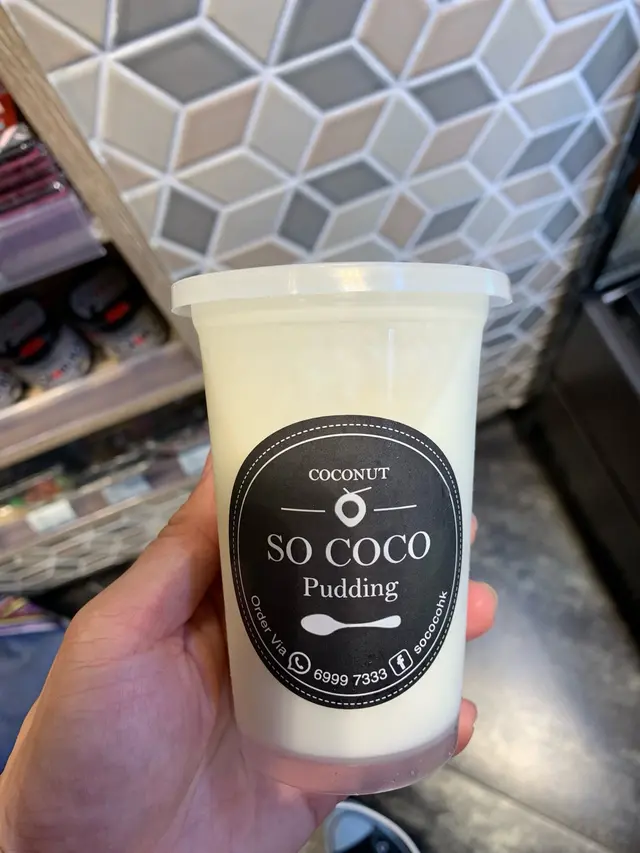 COCONUT
SO COCO
Pudding
Order Via 6999 7333 sococohk